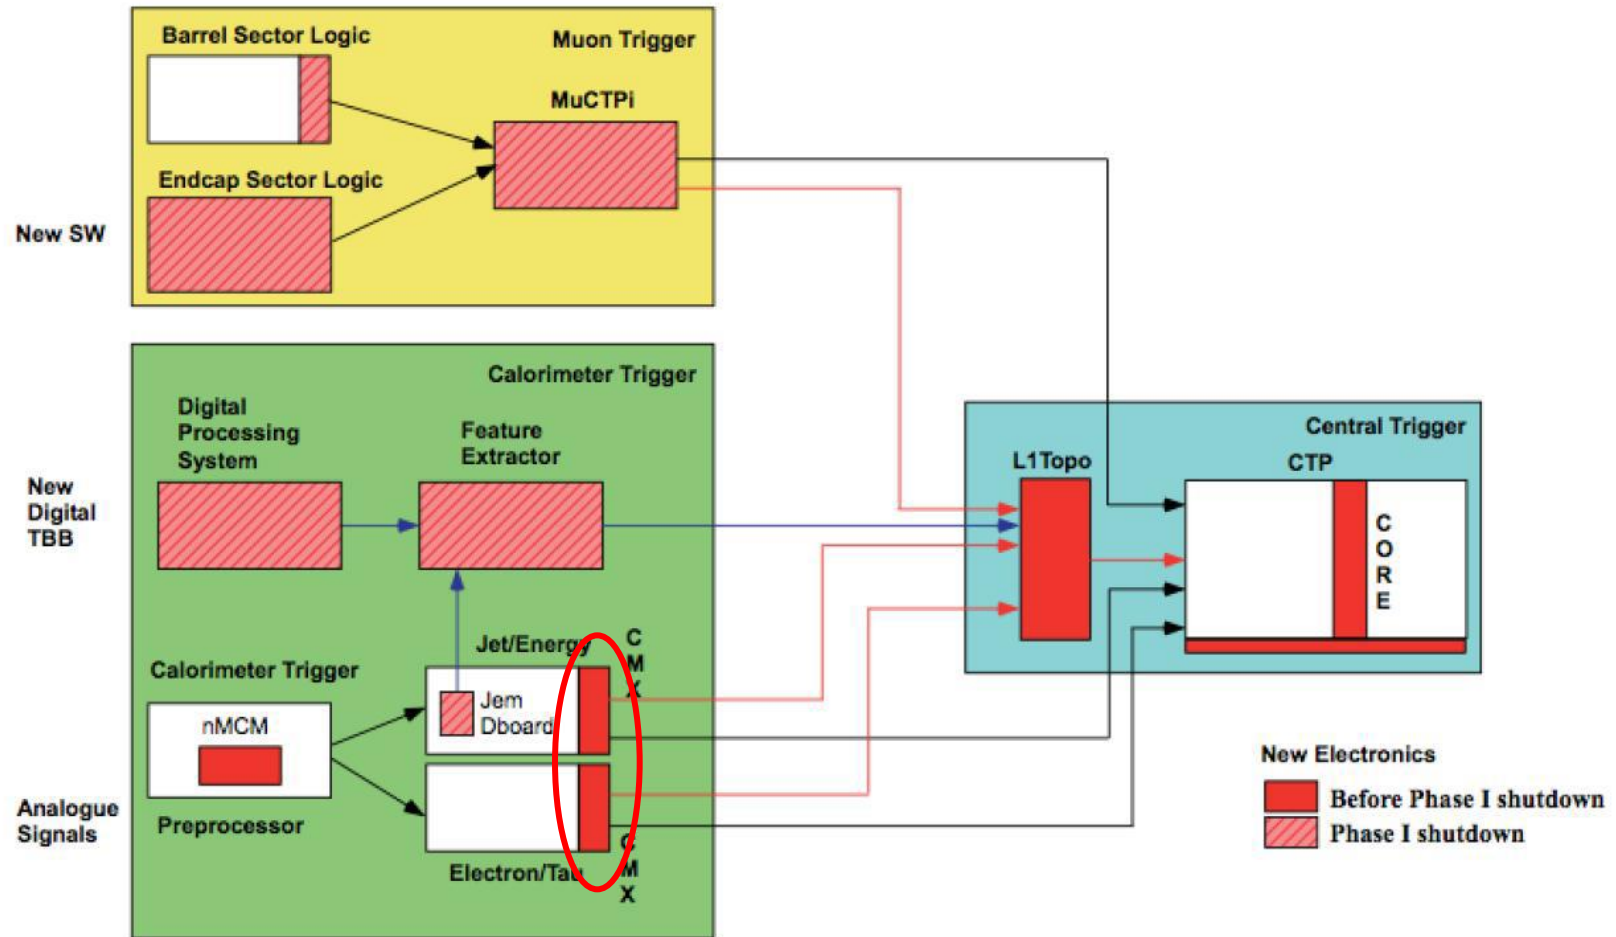 Barrel Sector Logic
Muon Trigger
MuCTPi
Endcap Sector Logic
New SW
Calorimeter Trigger
Digital
Processing
System
Feature
Extractor
New
Digital
TBB
Central Trigger
L1Topo
CTP
C
O
R
E
Jet/Energy
C
M
X
Calorimeter Trigger
nMCM
Jem
Dboard
Preprocessor
Analogue
Signals
Electron/Tau
C
M
X
New Electronics
Before Phase I shutdown
Phase I shutdown